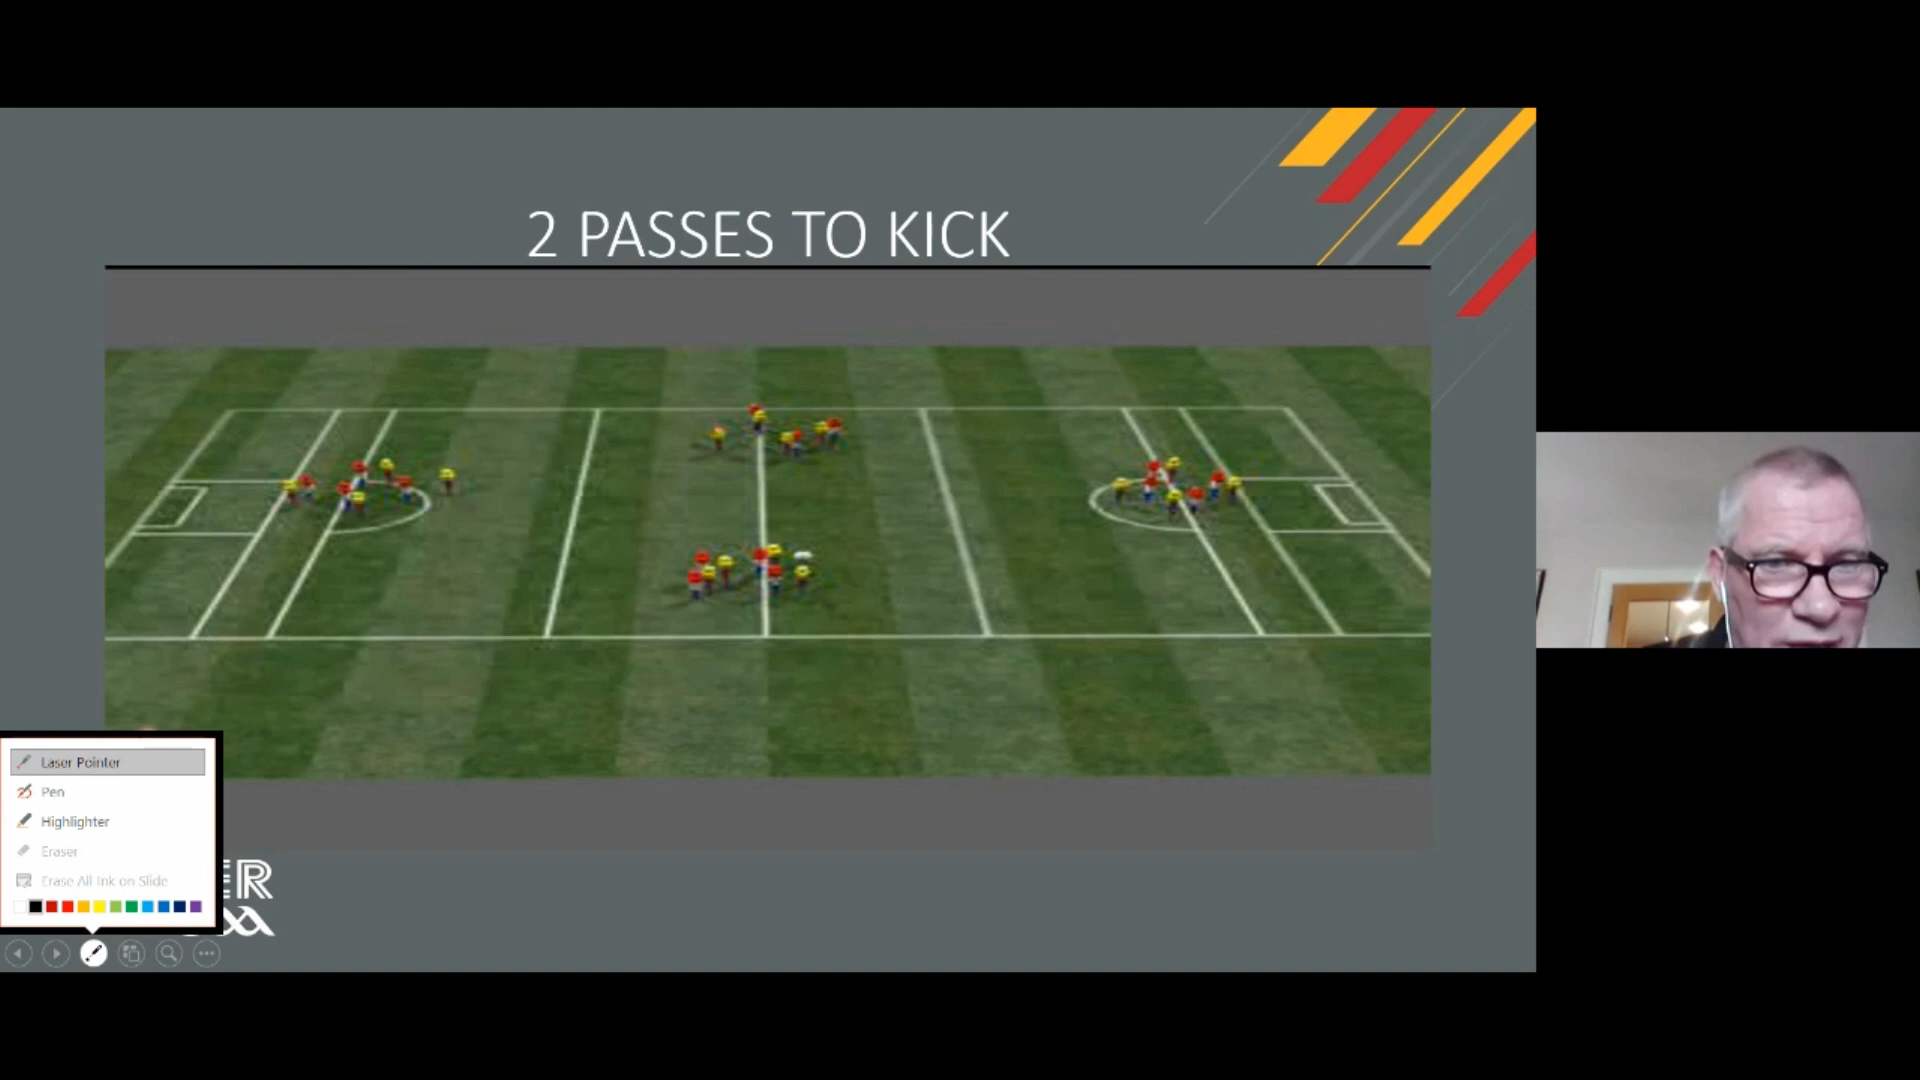 2 PASSES TO KICK
Laser Pointer
Pen
Highlighter
Eraser
Erase All Ink on Slide